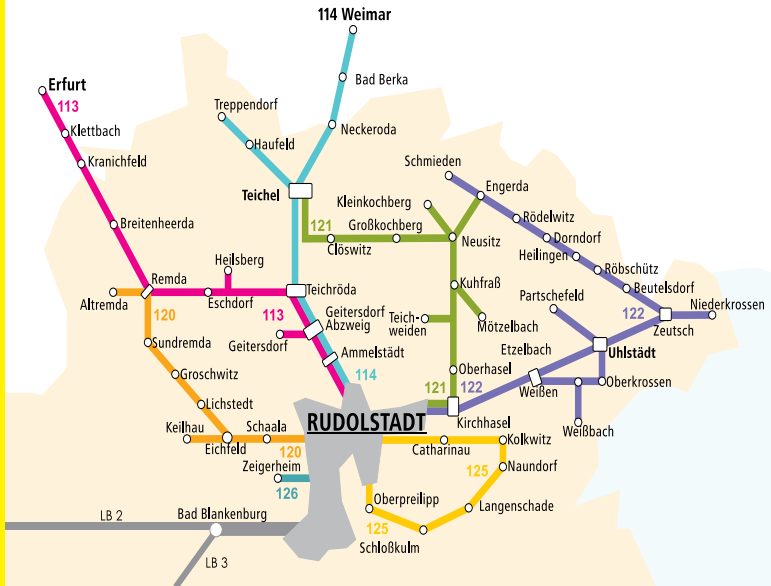 114 Weimar
Erfurt
113
Bad Berka
Treppendorf
Klettbach
Neckeroda
Haufeld
Kranichfeld
Schmieden
Engerda
Teichel
Kleinkochberg
Rödelwitz
Breitenheerda
121
Großkochberg
Neusitz
Dorndorf
Clöswitz
Heilingen
Heilsberg
Röbschütz
Remda
Kuhfraß
Beutelsdorf
Teichröda
Altremda
Eschdorf
Partschefeld
Niederkrossen
120
113
Geitersdorf
Abzweig
Teich-
weiden
Mötzelbach
122
Zeutsch
Sundremda
Geitersdorf
Etzelbach
Uhlstädt
Ammelstädt
Groschwitz
114
Oberhasel
Weißen
Oberkrossen
121
122
Lichstedt
RUDOLSTADT
Kirchhasel
Weißbach
Keilhau
Schaala
Eichfeld
120
Catharinau
Kolkwitz
Zeigerheim
125
Naundorf
126
Oberpreilipp
Langenschade
LB 2
Bad Blankenburg
125
Schloßkulm
LB 3